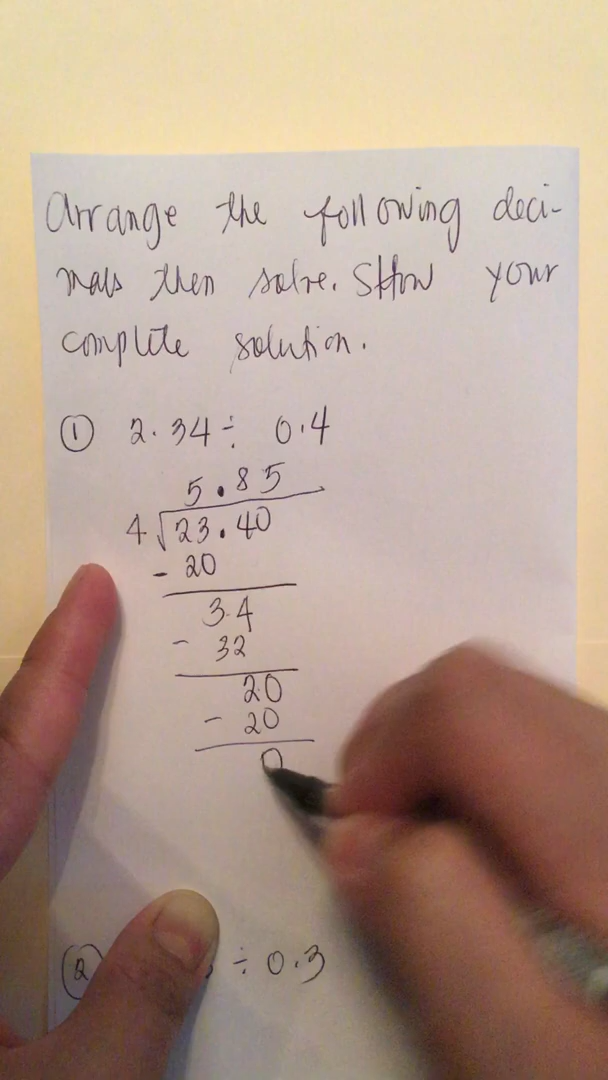 Arrange the following deci-
mals then solve. SHow your
complete solution.
① 2.34 ÷ 0.4
5.85
4 √23.40
- 20
3.4
- 32
20
- 20
0
② ÷ 0.3